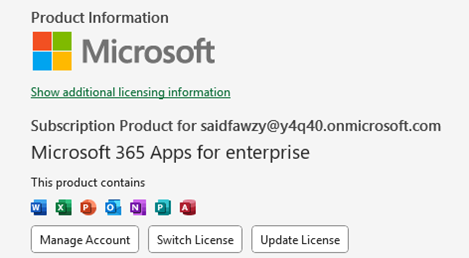 Product Information
Microsoft
Show additional licensing information
Subscription Product for saidfawzy@y4q40.onmicrosoft.com
Microsoft 365 Apps for enterprise
This product contains
W X P O N P A
Manage Account Switch License Update License